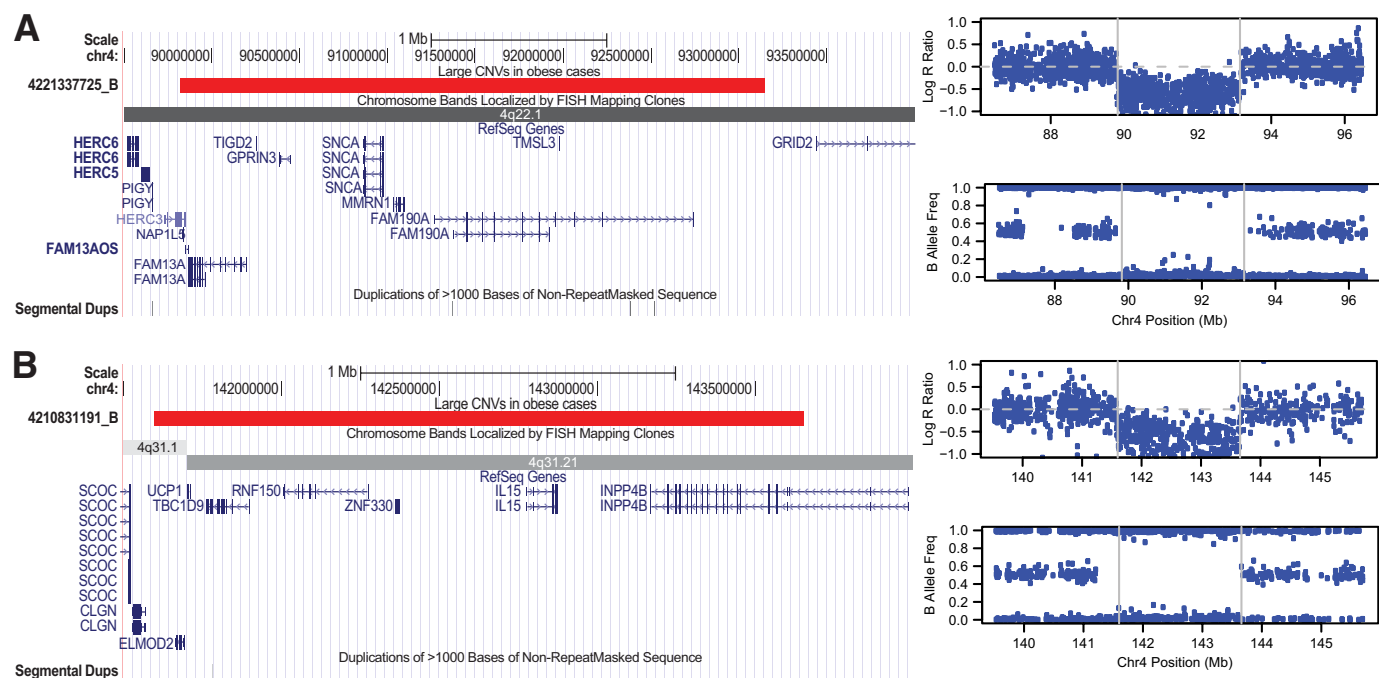 A
Scale
1 Mb
chr4:
90000000
90500000
91000000
91500000
92000000
92500000
93000000
93500000
Large CNVs in obese cases
4221337725_B
Chromosome Bands Localized by FISH Mapping Clones
4q22.1
RefSeq Genes
HERC6
TIGD2
SNCA
TMSL3
GRID2
HERC6
GPRIN3
SNCA
HERC5
SNCA
PIGY
SNCA
PIGY
MMRN1
HERC3
FAM190A
NAP1L5
FAM190A
FAM13AOS
FAM13A
FAM13A
Duplications of >1000 Bases of Non-RepeatMasked Sequence
Segmental Dups
Log R Ratio
1.0
0.5
0.0
−0.5
−1.0
88 90 92 94 96
B Allele Freq
1.0
0.8
0.6
0.4
0.2
0.0
88 90 92 94 96
Chr4 Position (Mb)
B
Scale
1 Mb
chr4:
142000000
142500000
143000000
143500000
Large CNVs in obese cases
4210831191_B
Chromosome Bands Localized by FISH Mapping Clones
4q31.1
4q31.21
RefSeq Genes
SCOC
UCP1
RNF150
IL15
INPP4B
SCOC
TBC1D9
ZNF330
IL15
INPP4B
SCOC
SCOC
SCOC
SCOC
SCOC
SCOC
CLGN
CLGN
ELMOD2
Duplications of >1000 Bases of Non-RepeatMasked Sequence
Segmental Dups
Log R Ratio
1.0
0.5
0.0
−0.5
−1.0
140 141 142 143 144 145
B Allele Freq
1.0
0.8
0.6
0.4
0.2
0.0
140 141 142 143 144 145
Chr4 Position (Mb)